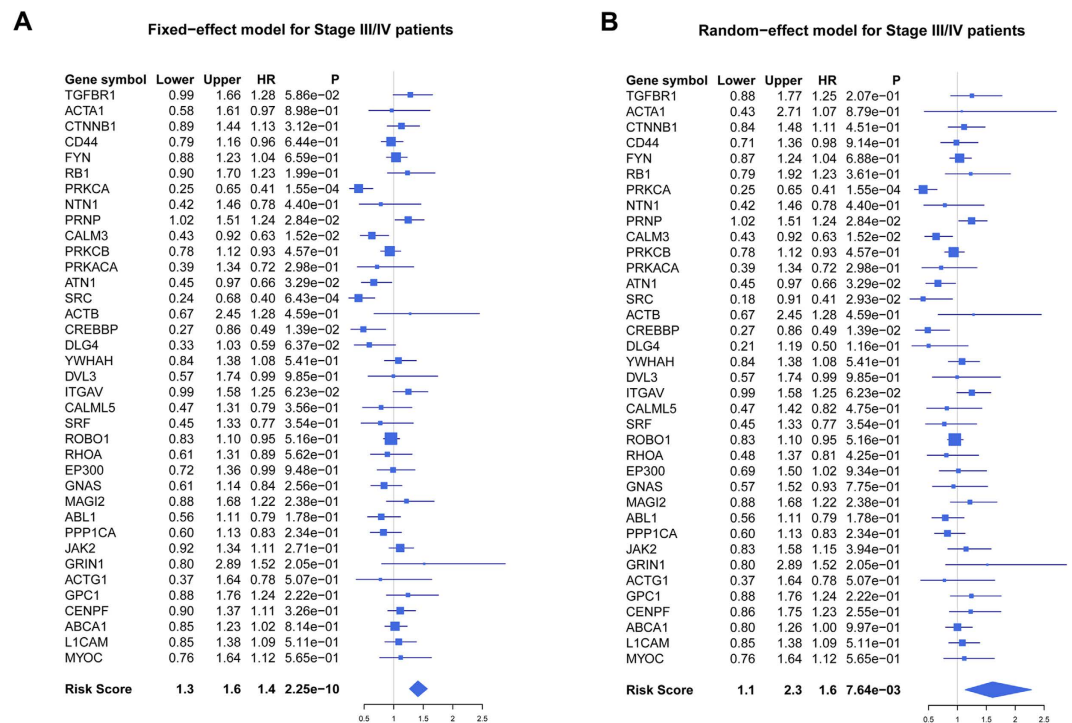 A
Fixed−effect model for Stage III/IV patients
Gene symbol Lower Upper HR P
TGFBR1 0.99 1.66 1.28 5.86e−02
ACTA1 0.58 1.61 0.97 8.98e−01
CTNNB1 0.89 1.44 1.13 3.12e−01
CD44 0.79 1.16 0.96 6.44e−01
FYN 0.88 1.23 1.04 6.59e−01
RB1 0.90 1.70 1.23 1.99e−01
PRKCA 0.25 0.65 0.41 1.55e−04
NTN1 0.42 1.46 0.78 4.40e−01
PRNP 1.02 1.51 1.24 2.84e−02
CALM3 0.43 0.92 0.63 1.52e−02
PRKCB 0.78 1.12 0.93 4.57e−01
PRKACA 0.39 1.34 0.72 2.98e−01
ATN1 0.45 0.97 0.66 3.29e−02
SRC 0.24 0.68 0.40 6.43e−04
ACTB 0.67 2.45 1.28 4.59e−01
CREBBP 0.27 0.86 0.49 1.39e−02
DLG4 0.33 1.03 0.59 6.37e−02
YWHAH 0.84 1.38 1.08 5.41e−01
DVL3 0.57 1.74 0.99 9.85e−01
ITGAV 0.99 1.58 1.25 6.23e−02
CALML5 0.47 1.31 0.79 3.56e−01
SRF 0.45 1.33 0.77 3.54e−01
ROBO1 0.83 1.10 0.95 5.16e−01
RHOA 0.61 1.31 0.89 5.62e−01
EP300 0.72 1.36 0.99 9.48e−01
GNAS 0.61 1.14 0.84 2.56e−01
MAGI2 0.88 1.68 1.22 2.38e−01
ABL1 0.56 1.11 0.79 1.78e−01
PPP1CA 0.60 1.13 0.83 2.34e−01
JAK2 0.92 1.34 1.11 2.71e−01
GRIN1 0.80 2.89 1.52 2.05e−01
ACTG1 0.37 1.64 0.78 5.07e−01
GPC1 0.88 1.76 1.24 2.22e−01
CENPF 0.90 1.37 1.11 3.26e−01
ABCA1 0.85 1.23 1.02 8.14e−01
L1CAM 0.85 1.38 1.09 5.11e−01
MYOC 0.76 1.64 1.12 5.65e−01
Risk Score 1.3 1.6 1.4 2.25e−10
0.5 1 1.5 2 2.5
B
Random−effect model for Stage III/IV patients
Gene symbol Lower Upper HR P
TGFBR1 0.88 1.77 1.25 2.07e−01
ACTA1 0.43 2.71 1.07 8.79e−01
CTNNB1 0.84 1.48 1.11 4.51e−01
CD44 0.71 1.36 0.98 9.14e−01
FYN 0.87 1.24 1.04 6.88e−01
RB1 0.79 1.92 1.23 3.61e−01
PRKCA 0.25 0.65 0.41 1.55e−04
NTN1 0.42 1.46 0.78 4.40e−01
PRNP 1.02 1.51 1.24 2.84e−02
CALM3 0.43 0.92 0.63 1.52e−02
PRKCB 0.78 1.12 0.93 4.57e−01
PRKACA 0.39 1.34 0.72 2.98e−01
ATN1 0.45 0.97 0.66 3.29e−02
SRC 0.18 0.91 0.41 2.93e−02
ACTB 0.67 2.45 1.28 4.59e−01
CREBBP 0.27 0.86 0.49 1.39e−02
DLG4 0.21 1.19 0.50 1.16e−01
YWHAH 0.84 1.38 1.08 5.41e−01
DVL3 0.57 1.74 0.99 9.85e−01
ITGAV 0.99 1.58 1.25 6.23e−02
CALML5 0.47 1.42 0.82 4.75e−01
SRF 0.45 1.33 0.77 3.54e−01
ROBO1 0.83 1.10 0.95 5.16e−01
RHOA 0.48 1.37 0.81 4.25e−01
EP300 0.69 1.50 1.02 9.34e−01
GNAS 0.57 1.52 0.93 7.75e−01
MAGI2 0.88 1.68 1.22 2.38e−01
ABL1 0.56 1.11 0.79 1.78e−01
PPP1CA 0.60 1.13 0.83 2.34e−01
JAK2 0.83 1.58 1.15 3.94e−01
GRIN1 0.80 2.89 1.52 2.05e−01
ACTG1 0.37 1.64 0.78 5.07e−01
GPC1 0.88 1.76 1.24 2.22e−01
CENPF 0.86 1.75 1.23 2.55e−01
ABCA1 0.80 1.26 1.00 9.97e−01
L1CAM 0.85 1.38 1.09 5.11e−01
MYOC 0.76 1.64 1.12 5.65e−01
Risk Score 1.1 2.3 1.6 7.64e−03
0.5 1 1.5 2 2.5